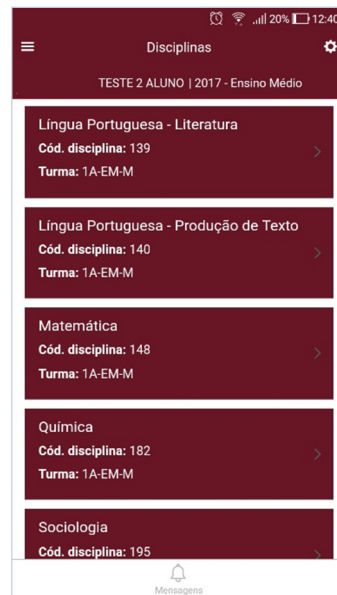 20% 12:40
Disciplinas
TESTE 2 ALUNO | 2017 - Ensino Médio
Língua Portuguesa - Literatura
Cód. disciplina: 139
Turma: 1A-EM-M
Língua Portuguesa - Produção de Texto
Cód. disciplina: 140
Turma: 1A-EM-M
Matemática
Cód. disciplina: 148
Turma: 1A-EM-M
Química
Cód. disciplina: 182
Turma: 1A-EM-M
Sociologia
Cód. disciplina: 195
Mensagens